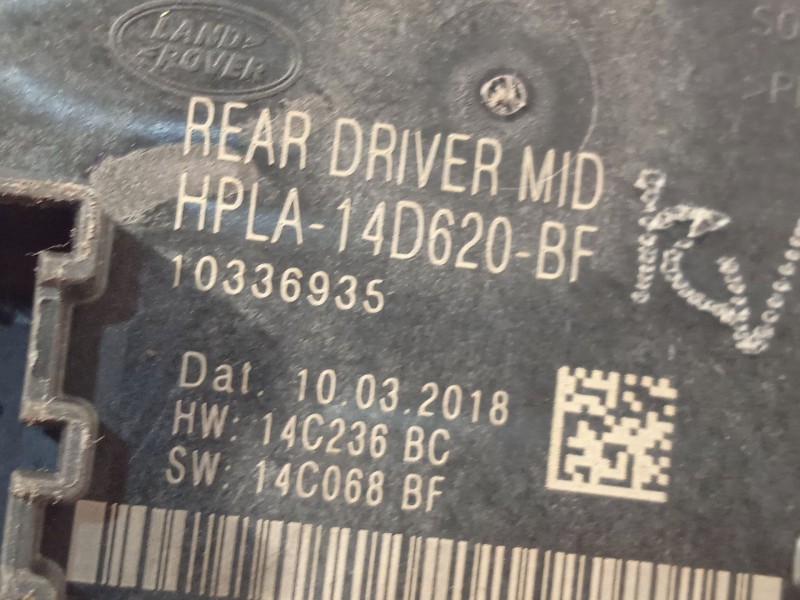 LAND
ROVER
REAR DRIVER MID
HPLA-14D620-BF
10336935
Dat. 10.03.2018
HW: 14C236 BC
SW: 14C068 BF